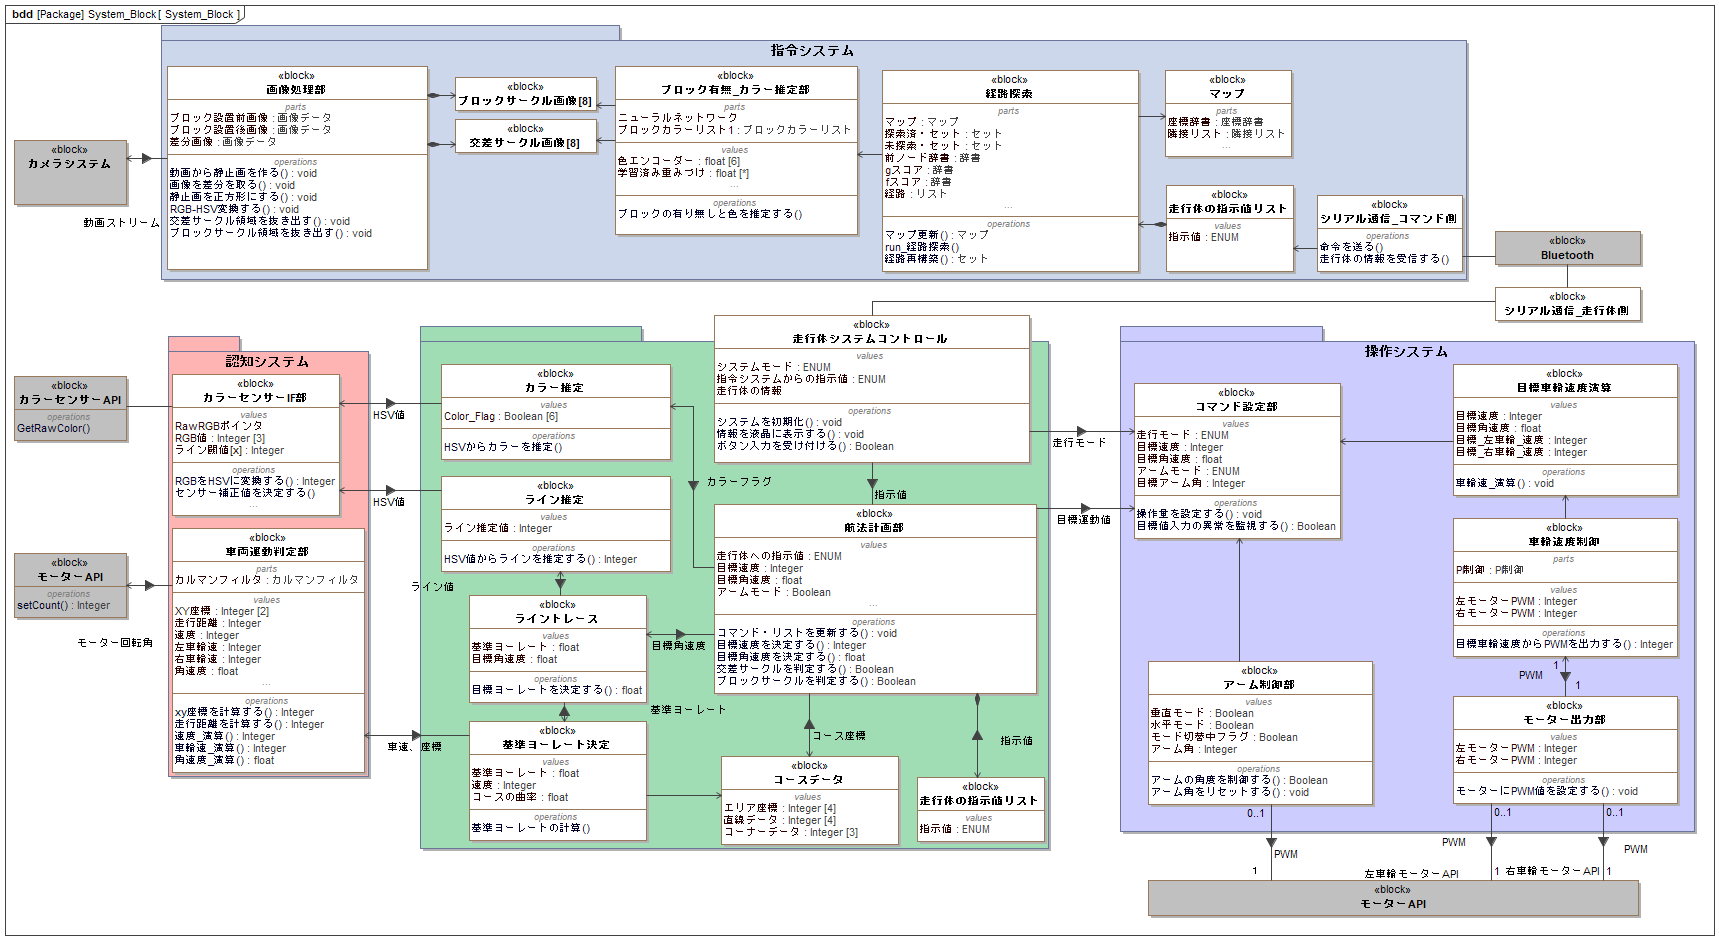 bdd [Package] System_Block [ System_Block ]
指令システム
«block»
画像処理部
parts
ブロック設置前画像 : 画像データ
ブロック設置後画像 : 画像データ
差分画像 : 画像データ
operations
動画から静止画を作る() : void
画像を差分を取る() : void
静止画を正方形にする() : void
RGB-HSV変換する() : void
交差サークル領域を抜き出す() : void
ブロックサークル領域を抜き出す() : void
«block»
ブロックサークル画像[8]
«block»
交差サークル画像[8]
«block»
ブロック有無_カラー推定部
parts
ニューラルネットワーク
ブロックカラーリスト1 : ブロックカラーリスト
values
色エンコーダー : float [6]
学習済み重みづけ : float [*]
...
operations
ブロックの有り無しと色を推定する()
«block»
経路探索
parts
マップ : マップ
探索済・セット : セット
未探索・セット : セット
前ノード辞書 : 辞書
gスコア : 辞書
fスコア : 辞書
経路 : リスト
...
operations
マップ更新() : マップ
run_経路探索()
経路再構築() : セット
«block»
マップ
parts
座標辞書 : 座標辞書
隣接リスト : 隣接リスト
...
«block»
走行体の指示値リスト
values
指示値 : ENUM
«block»
シリアル通信_コマンド側
operations
命令を送る()
走行体の情報を受信する()
«block»
カメラシステム
動画ストリーム
«block»
Bluetooth
«block»
シリアル通信_走行体側
認知システム
«block»
カラーセンサーAPI
operations
GetRawColor()
«block»
カラーセンサーIF部
values
RawRGBポインタ
RGB値 : Integer [3]
ライン閾値[x] : Integer
operations
RGBをHSVに変換する() : Integer
センサー補正値を決定する()
...
HSV値
HSV値
«block»
モーターAPI
setCount() : Integer
モーター回転角
«block»
車両運動判定部
parts
カルマンフィルタ : カルマンフィルタ
values
XY座標 : Integer [2]
走行距離 : Integer
速度 : Integer
左車輪速 : Integer
右車輪速 : Integer
角速度 : float
...
operations
xy座標を計算する() : Integer
走行距離を計算する() : Integer
速度_演算() : Integer
車輪速_演算() : Integer
角速度_演算() : float
車速、座標
«block»
カラー推定
values
Color_Flag : Boolean [6]
operations
HSVからカラーを推定()
«block»
ライン推定
values
ライン推定値 : Integer
operations
HSV値からラインを推定する() : Integer
ライン値
«block»
ライントレース
values
基準ヨーレート : float
目標角速度 : float
operations
目標ヨーレートを決定する() : float
基準ヨーレート
«block»
基準ヨーレート決定
values
基準ヨーレート : float
速度 : Integer
コースの曲率 : float
operations
基準ヨーレートの計算()
«block»
走行体システムコントロール
values
システムモード : ENUM
指令システムからの指示値 : ENUM
走行体の情報
operations
システムを初期化() : void
情報を液晶に表示する() : void
ボタン入力を受け付ける() : Boolean
カラーフラグ
指示値
«block»
航法計画部
values
走行体への指示値 : ENUM
目標速度 : Integer
目標角速度 : float
アームモード : Boolean
...
operations
コマンド・リストを更新する() : void
目標速度を決定する() : Integer
目標角速度を決定する() : float
交差サークルを判定する() : Boolean
ブロックサークルを判定する() : Boolean
目標角速度
コース座標
指示値
«block»
コースデータ
values
エリア座標 : Integer [4]
直線データ : Integer [4]
コーナーデータ : Integer [3]
«block»
走行体の指示値リスト
values
指示値 : ENUM
走行モード
目標運動値
操作システム
«block»
コマンド設定部
values
走行モード : ENUM
目標速度 : Integer
目標角速度 : float
アームモード : ENUM
目標アーム角 : Integer
operations
操作量を設定する() : void
目標値入力の異常を監視する() : Boolean
«block»
目標車輪速度演算
values
目標速度 : Integer
目標角速度 : float
目標_左車輪_速度 : Integer
目標_右車輪_速度 : Integer
operations
車輪速_演算() : void
«block»
車輪速度制御
parts
P制御 : P制御
values
左モーターPWM : Integer
右モーターPWM : Integer
operations
目標車輪速度からPWMを出力する() : Integer
1
PWM
1
«block»
モーター出力部
values
左モーターPWM : Integer
右モーターPWM : Integer
operations
モーターにPWM値を設定する() : void
«block»
アーム制御部
values
垂直モード : Boolean
水平モード : Boolean
モード切替中フラグ : Boolean
アーム角 : Integer
operations
アームの角度を制御する() : Boolean
アーム角をリセットする() : void
0..1
0..1
0..1
PWM
PWM
PWM
1
左車輪モーターAPI
1
右車輪モーターAPI
1
«block»
モーターAPI